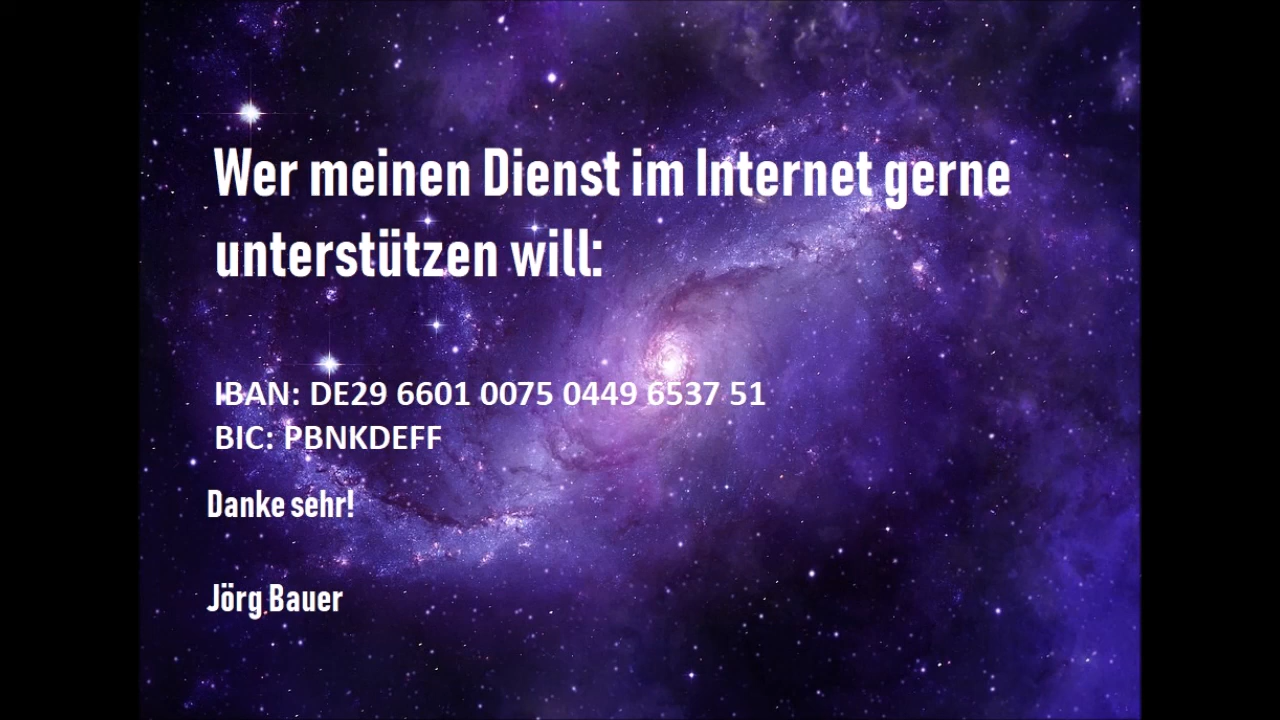 Wer meinen Dienst im Internet gerne
unterstützen will:
IBAN: DE29 6601 0075 0449 6537 51
BIC: PBNKDEFF
Danke sehr!
Jörg Bauer